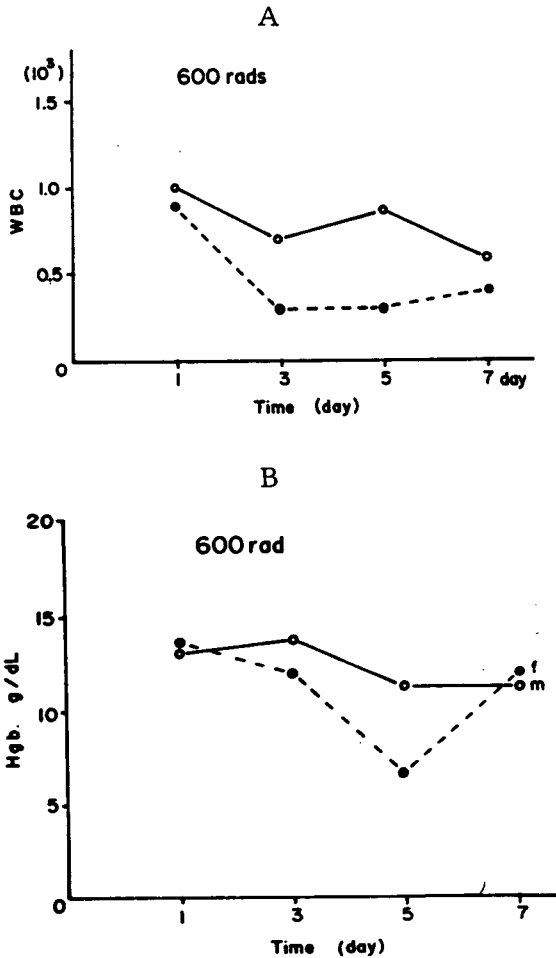 A
(10³)
600 rads
1.5
1.0
0.5
0
WBC
1 3 5 7 day
Time (day)
B
20
600 rad
15
10
5
0
Hgb. g/dL
f
m
1 3 5 7
Time (day)